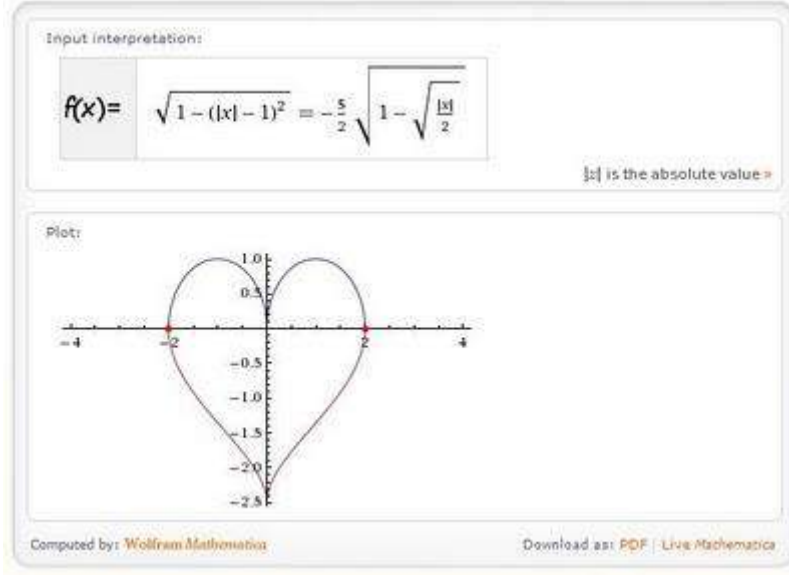 Input interpretation:
f(x)= √(1 − (|x| − 1)²) = −5/2 √(1 − √(|x|/2))
|x| is the absolute value »
Plot:
1.0
0.5
−4 −2 2 4
−0.5
−1.0
−1.5
−2.0
−2.5
Computed by: Wolfram Mathematica Download as: PDF | Live Mathematica